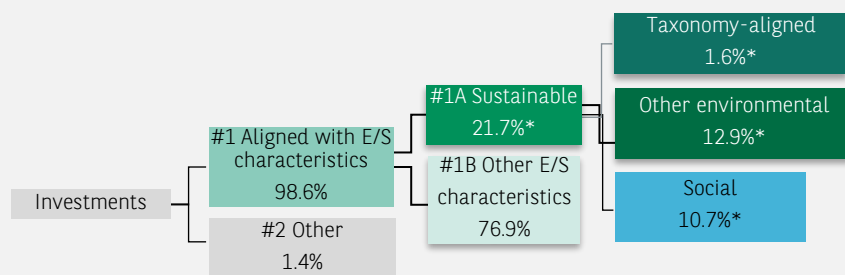 Investments
#1 Aligned with E/S
characteristics
98.6%
#2 Other
1.4%
#1A Sustainable
21.7%*
#1B Other E/S
characteristics
76.9%
Taxonomy-aligned
1.6%*
Other environmental
12.9%*
Social
10.7%*